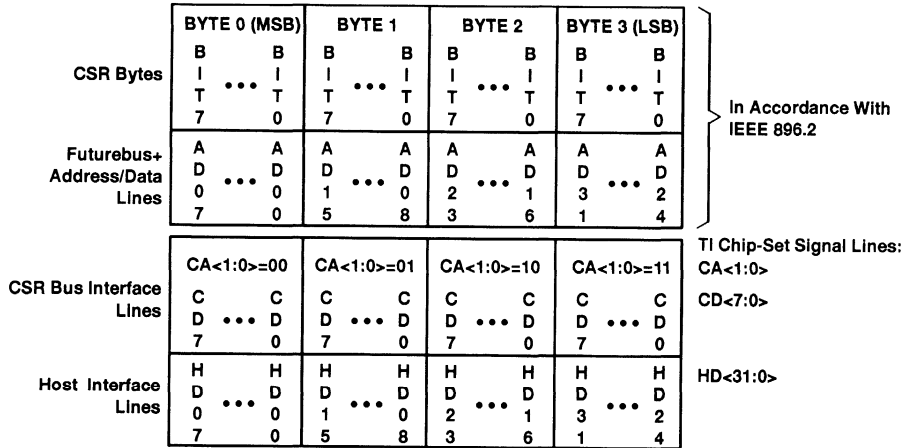 BYTE 0 (MSB) BYTE 1 BYTE 2 BYTE 3 (LSB)
CSR Bytes
B B B B B B B B
I I I I I I I I
••• ••• ••• •••
T T T T T T T T
7 0 7 0 7 0 7 0
In Accordance With
IEEE 896.2
Futurebus+
Address/Data
Lines
A A A A A A A A
D D D D D D D D
••• ••• ••• •••
0 0 1 0 2 1 3 2
7 0 5 8 3 6 1 4
TI Chip-Set Signal Lines:
CSR Bus Interface
Lines
CA<1:0>=00 CA<1:0>=01 CA<1:0>=10 CA<1:0>=11
CA<1:0>
C C C C C C C C
D ••• D D ••• D D ••• D D ••• D
7 0 7 0 7 0 7 0
CD<7:0>
Host Interface
Lines
H H H H H H H H
D D D D D D D D
••• ••• ••• •••
0 0 1 0 2 1 3 2
7 0 5 8 3 6 1 4
HD<31:0>